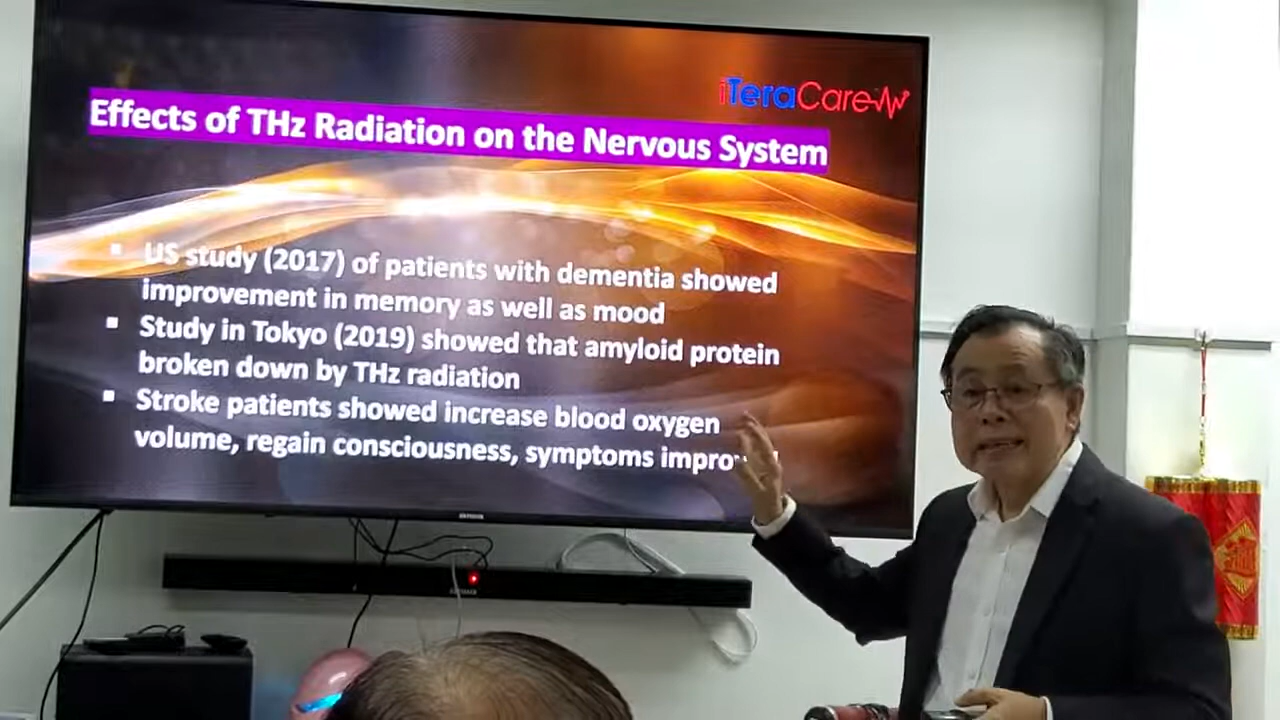 iTeraCare
Effects of THz Radiation on the Nervous System
▪ US study (2017) of patients with dementia showed
improvement in memory as well as mood
▪ Study in Tokyo (2019) showed that amyloid protein
broken down by THz radiation
▪ Stroke patients showed increase blood oxygen
volume, regain consciousness, symptoms